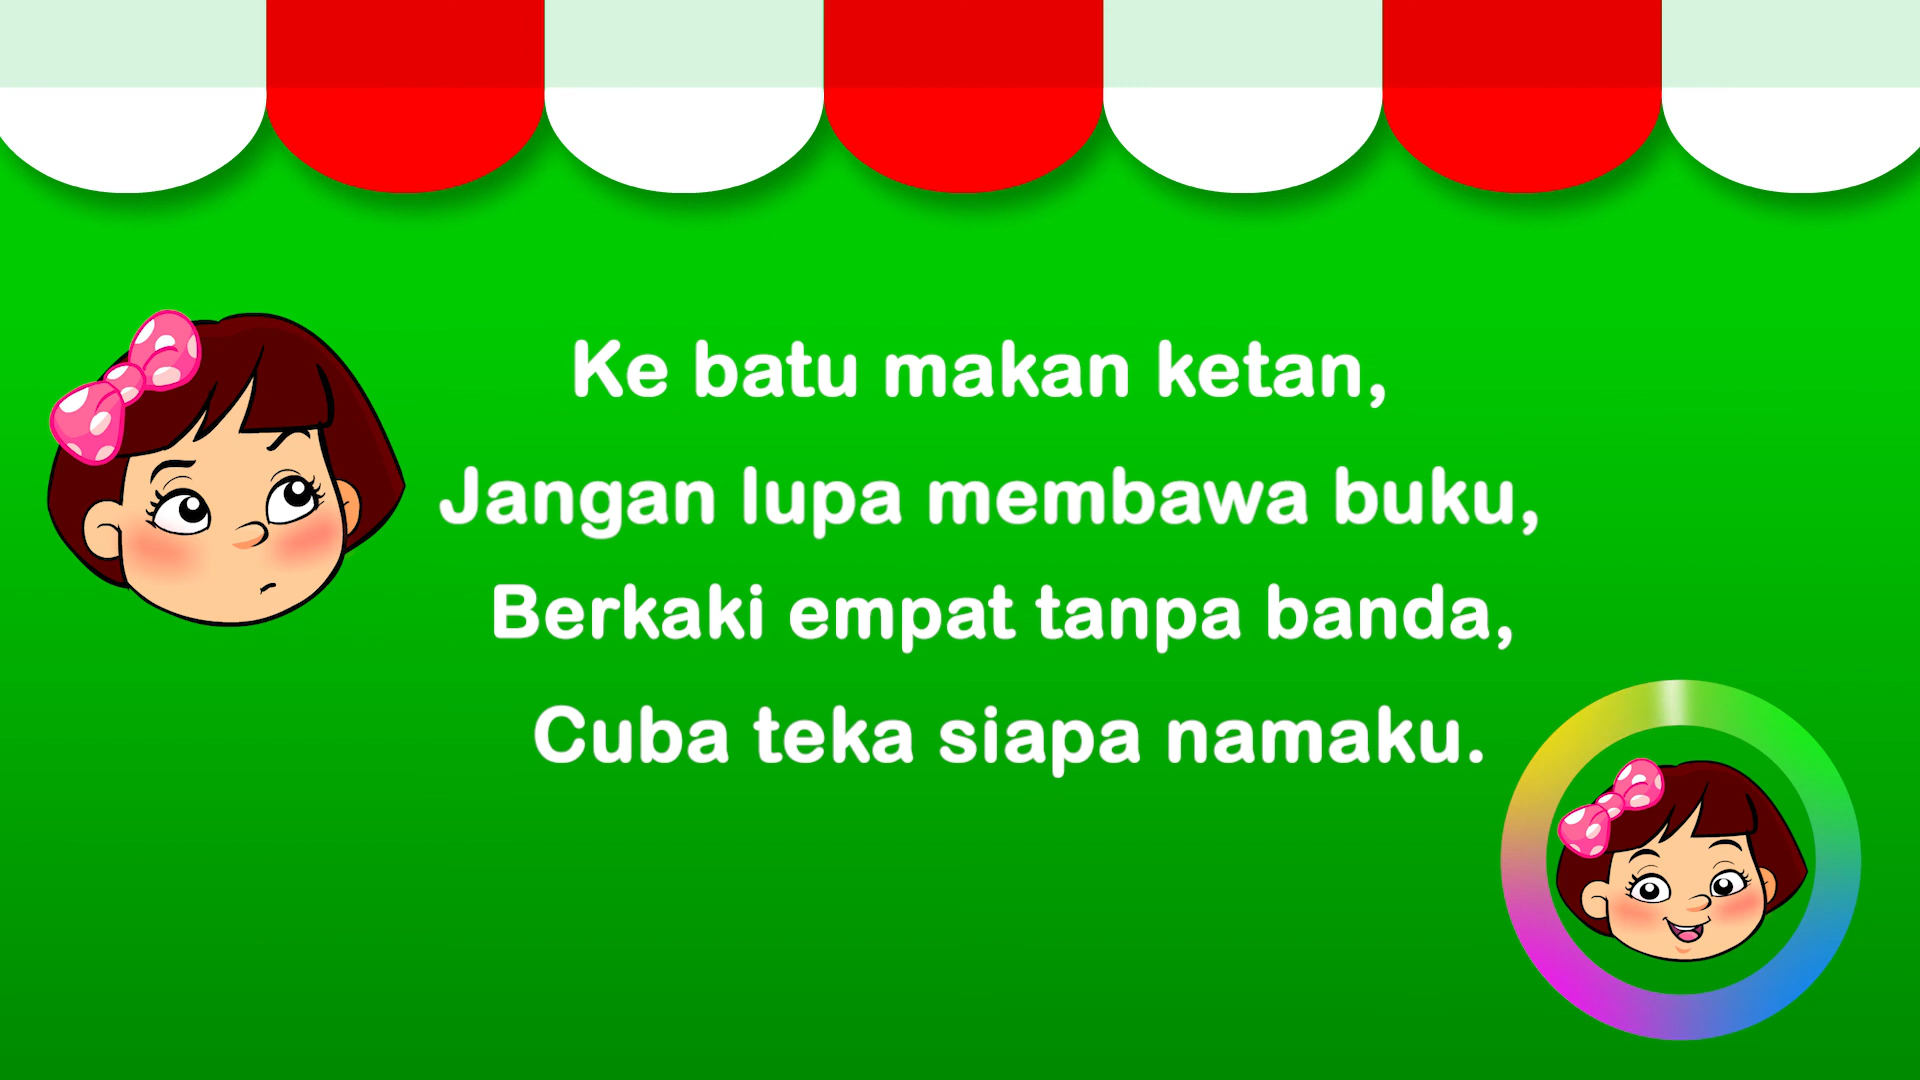 Ke batu makan ketan,
Jangan lupa membawa buku,
Berkaki empat tanpa banda,
Cuba teka siapa namaku.